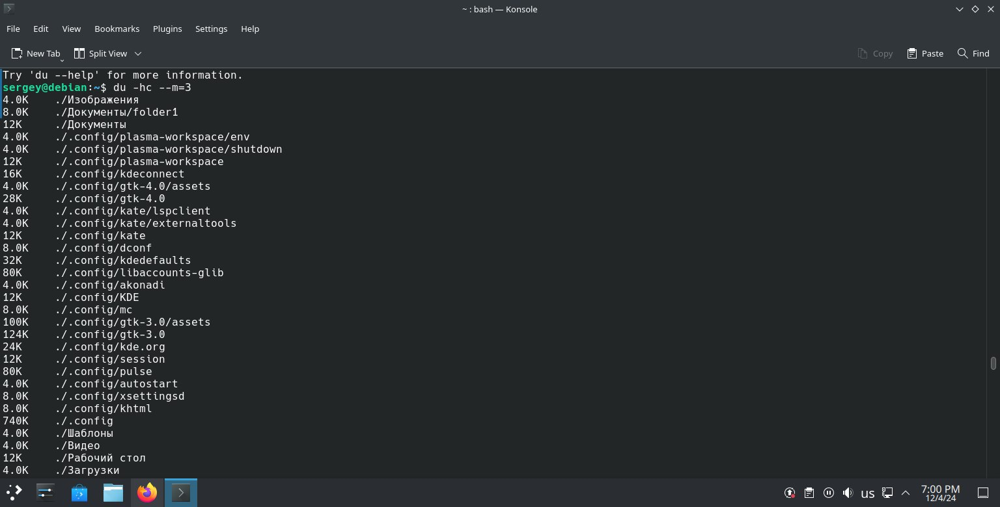 ~ : bash — Konsole
File Edit View Bookmarks Plugins Settings Help
New Tab Split View Copy Paste Find
Try 'du --help' for more information.
sergey@debian:~$ du -hc --m=3
4.0K ./Изображения
8.0K ./Документы/folder1
12K ./Документы
4.0K ./.config/plasma-workspace/env
4.0K ./.config/plasma-workspace/shutdown
12K ./.config/plasma-workspace
16K ./.config/kdeconnect
4.0K ./.config/gtk-4.0/assets
28K ./.config/gtk-4.0
4.0K ./.config/kate/lspclient
4.0K ./.config/kate/externaltools
12K ./.config/kate
8.0K ./.config/dconf
32K ./.config/kdedefaults
80K ./.config/libaccounts-glib
4.0K ./.config/akonadi
12K ./.config/KDE
8.0K ./.config/mc
100K ./.config/gtk-3.0/assets
124K ./.config/gtk-3.0
24K ./.config/kde.org
12K ./.config/session
80K ./.config/pulse
4.0K ./.config/autostart
8.0K ./.config/xsettingsd
8.0K ./.config/khtml
740K ./.config
4.0K ./Шаблоны
4.0K ./Видео
12K ./Рабочий стол
4.0K ./Загрузки
us 7:00 PM
12/4/24